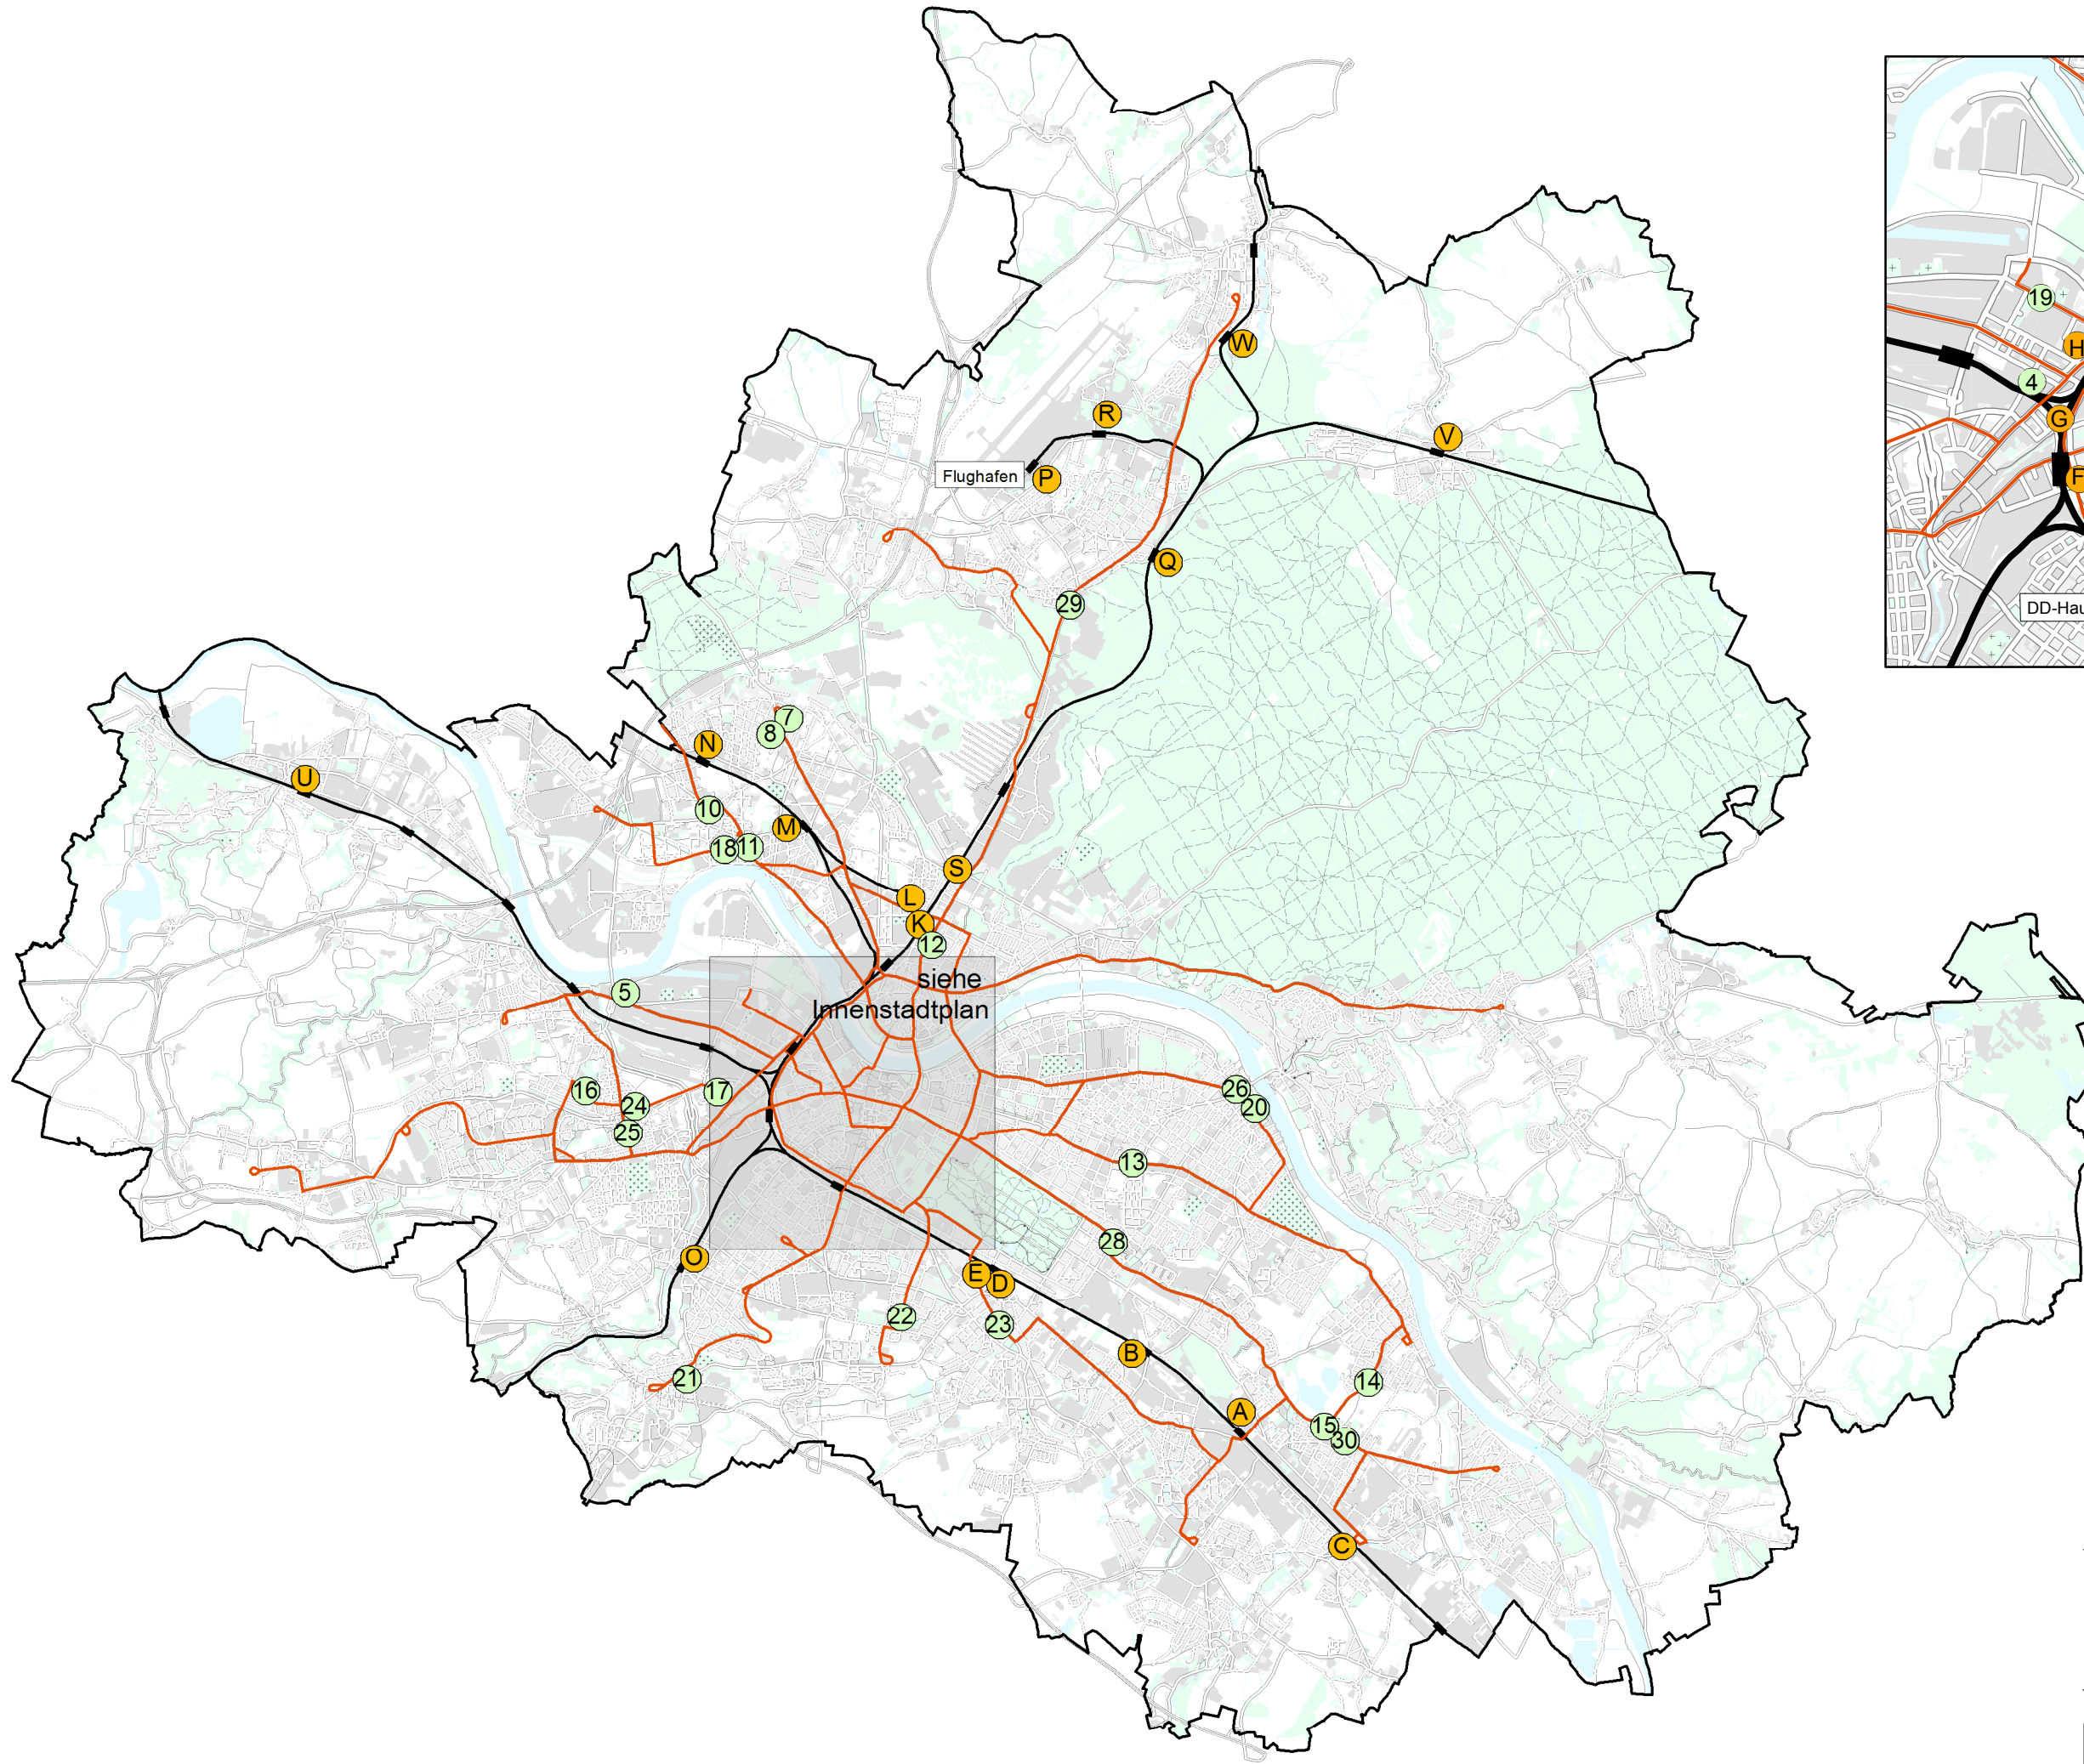 19
H
4
W
G
R
V
Flughafen
P
F
Q
29
DD-Hau
7
8
N
U
10
M
18
11
S
L
K
12
siehe
5
Innenstadtplan
16
17
26
24
20
25
13
28
O
E
D
22
23
B
21
14
A
15
30
C